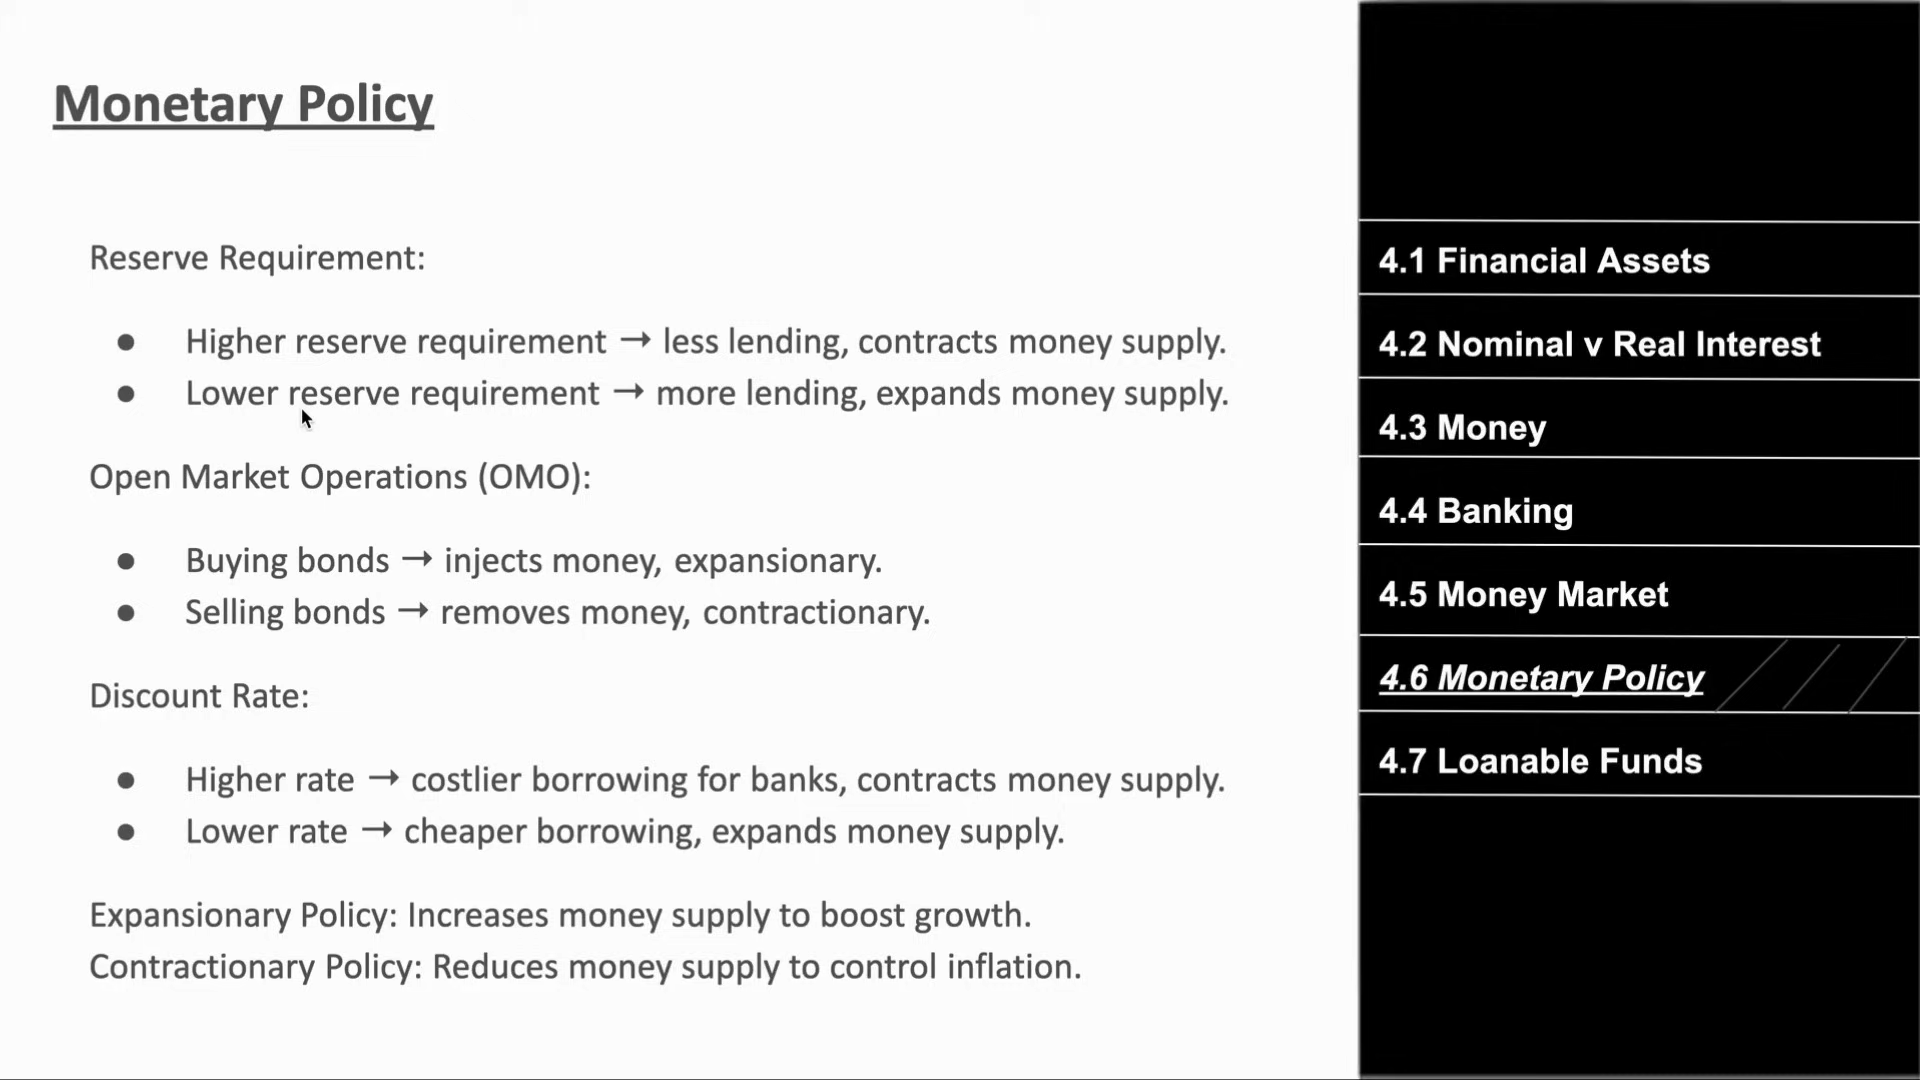 Monetary Policy
Reserve Requirement:
● Higher reserve requirement → less lending, contracts money supply.
● Lower reserve requirement → more lending, expands money supply.
Open Market Operations (OMO):
● Buying bonds → injects money, expansionary.
● Selling bonds → removes money, contractionary.
Discount Rate:
● Higher rate → costlier borrowing for banks, contracts money supply.
● Lower rate → cheaper borrowing, expands money supply.
Expansionary Policy: Increases money supply to boost growth.
Contractionary Policy: Reduces money supply to control inflation.
4.1 Financial Assets
4.2 Nominal v Real Interest
4.3 Money
4.4 Banking
4.5 Money Market
4.6 Monetary Policy
4.7 Loanable Funds